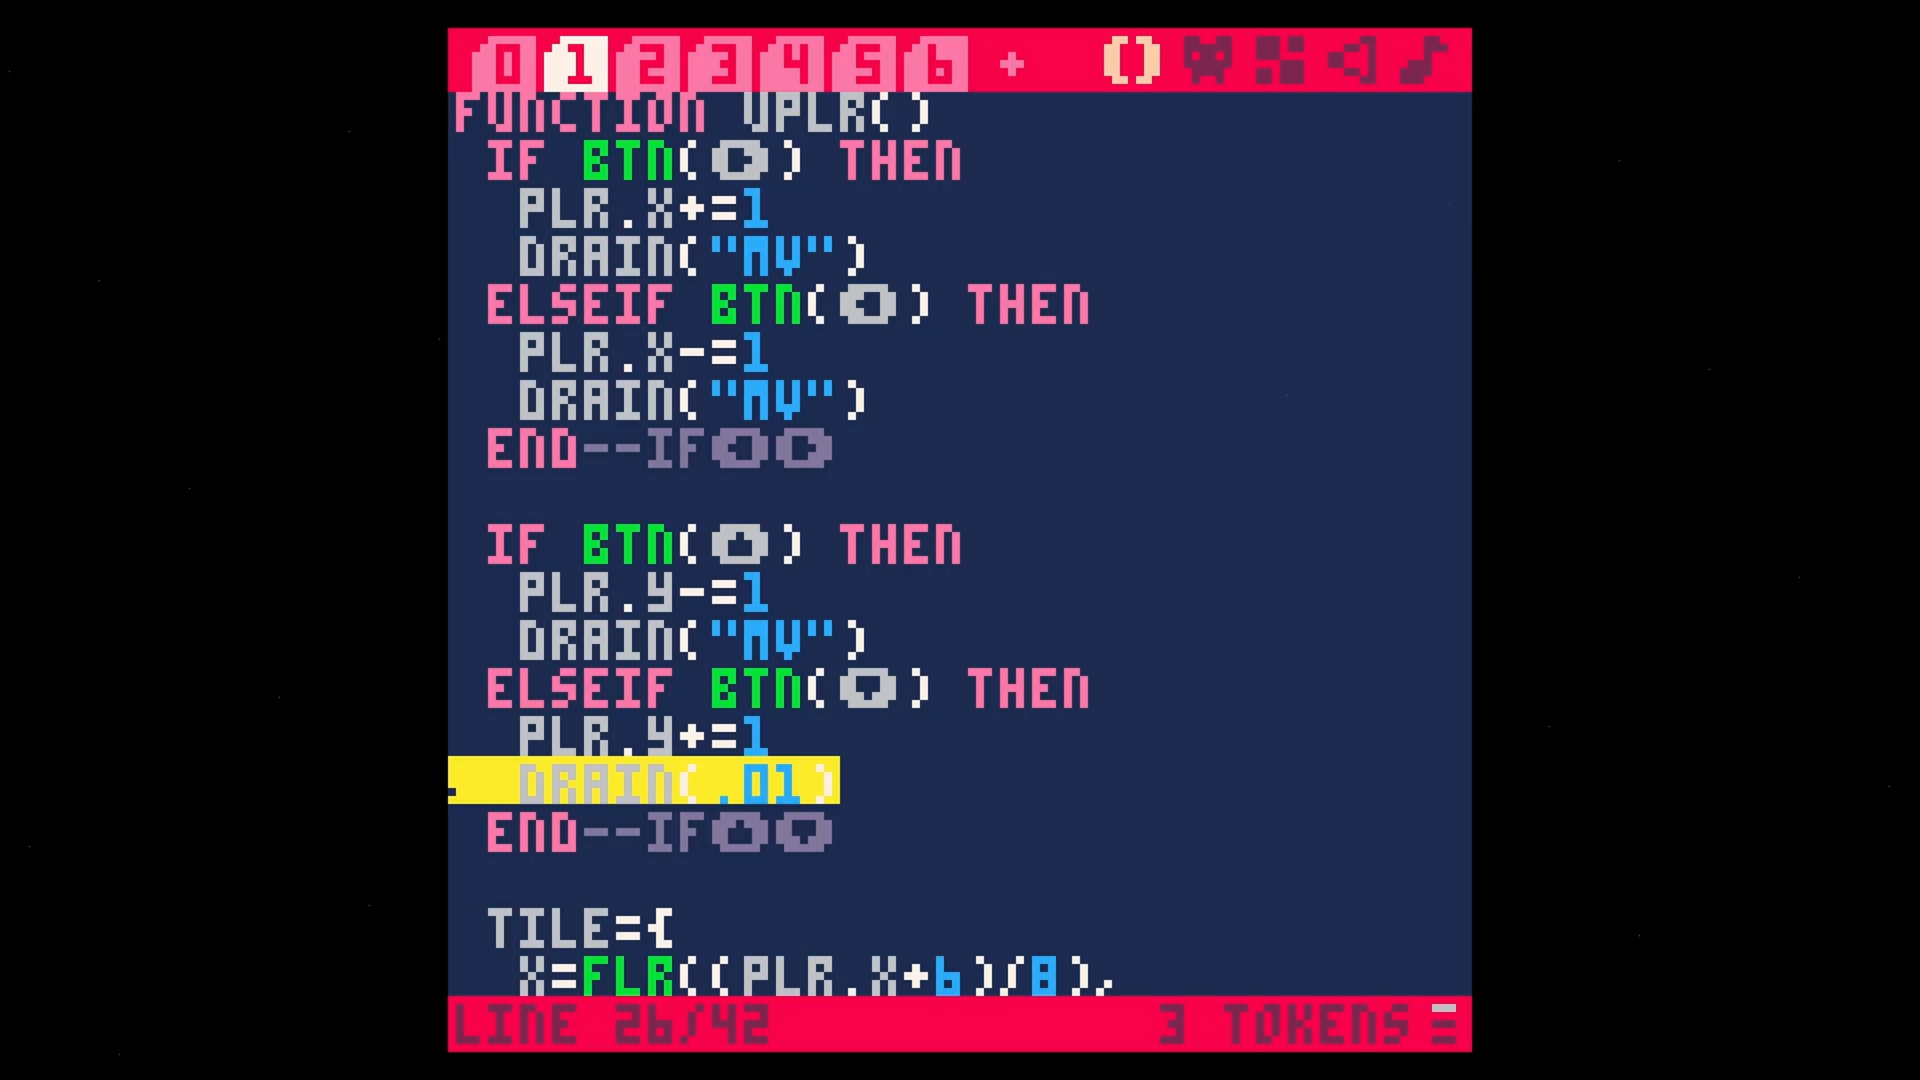 0 1 2 3 4 5 6 + ()
FUNCTION UPLR()
IF BTN(➡️) THEN
PLR.X+=1
DRAIN("MV")
ELSEIF BTN(⬅️) THEN
PLR.X-=1
DRAIN("MV")
END--IF⬅️➡️
IF BTN(⬆️) THEN
PLR.Y-=1
DRAIN("MV")
ELSEIF BTN(⬇️) THEN
PLR.Y+=1
DRAIN(.01)
END--IF⬆️⬇️
TILE={
X=FLR((PLR.X+6)/8),
LINE 26/42
3 TOKENS